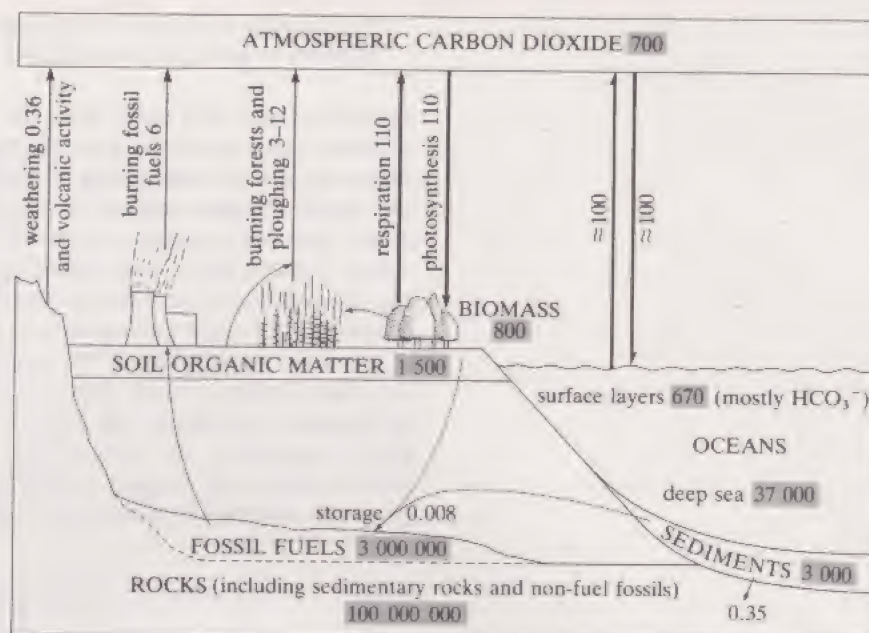 ATMOSPHERIC CARBON DIOXIDE 700
weathering 0.36
and volcanic activity
burning fossil
fuels 6
burning forests and
ploughing 3–12
respiration 110
photosynthesis 110
≈100
≈100
BIOMASS
800
SOIL ORGANIC MATTER 1 500
surface layers 670 (mostly HCO₃⁻)
OCEANS
deep sea 37 000
storage 0.008
FOSSIL FUELS 3 000 000
SEDIMENTS 3 000
ROCKS (including sedimentary rocks and non-fuel fossils)
100 000 000
0.35